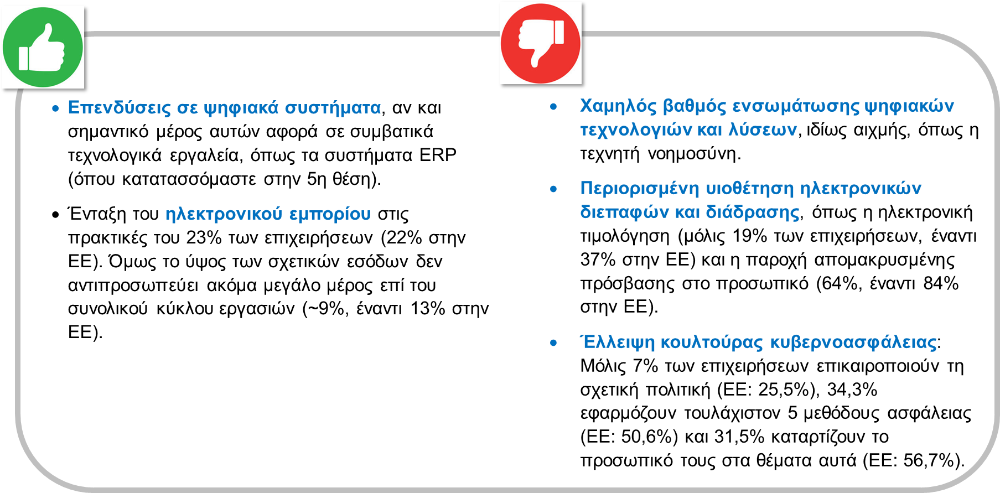 • Επενδύσεις σε ψηφιακά συστήματα, αν και
σημαντικό μέρος αυτών αφορά σε συμβατικά
τεχνολογικά εργαλεία, όπως τα συστήματα ERP
(όπου κατατασσόμαστε στην 5η θέση).
• Ένταξη του ηλεκτρονικού εμπορίου στις
πρακτικές του 23% των επιχειρήσεων (22% στην
ΕΕ). Όμως το ύψος των σχετικών εσόδων δεν
αντιπροσωπεύει ακόμα μεγάλο μέρος επί του
συνολικού κύκλου εργασιών (~9%, έναντι 13% στην
ΕΕ).
• Χαμηλός βαθμός ενσωμάτωσης ψηφιακών
τεχνολογιών και λύσεων, ιδίως αιχμής, όπως η
τεχνητή νοημοσύνη.
• Περιορισμένη υιοθέτηση ηλεκτρονικών
διεπαφών και διάδρασης, όπως η ηλεκτρονική
τιμολόγηση (μόλις 19% των επιχειρήσεων, έναντι
37% στην ΕΕ) και η παροχή απομακρυσμένης
πρόσβασης στο προσωπικό (64%, έναντι 84%
στην ΕΕ).
• Έλλειψη κουλτούρας κυβερνοασφάλειας:
Μόλις 7% των επιχειρήσεων επικαιροποιούν τη
σχετική πολιτική (ΕΕ: 25,5%), 34,3%
εφαρμόζουν τουλάχιστον 5 μεθόδους ασφάλειας
(ΕΕ: 50,6%) και 31,5% καταρτίζουν το
προσωπικό τους στα θέματα αυτά (ΕΕ: 56,7%).